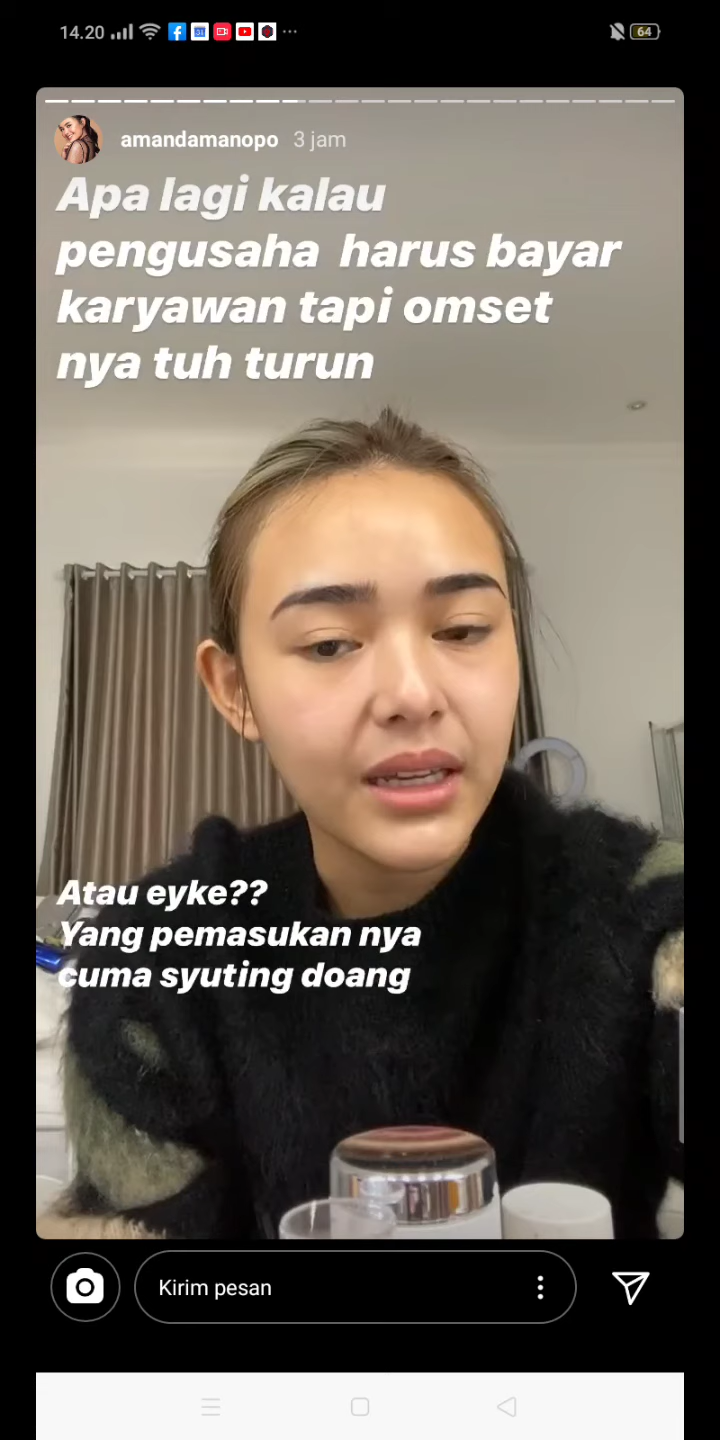 14.20
64
amandamanopo 3 jam
Apa lagi kalau
pengusaha harus bayar
karyawan tapi omset
nya tuh turun
Atau eyke??
Yang pemasukan nya
cuma syuting doang
Kirim pesan